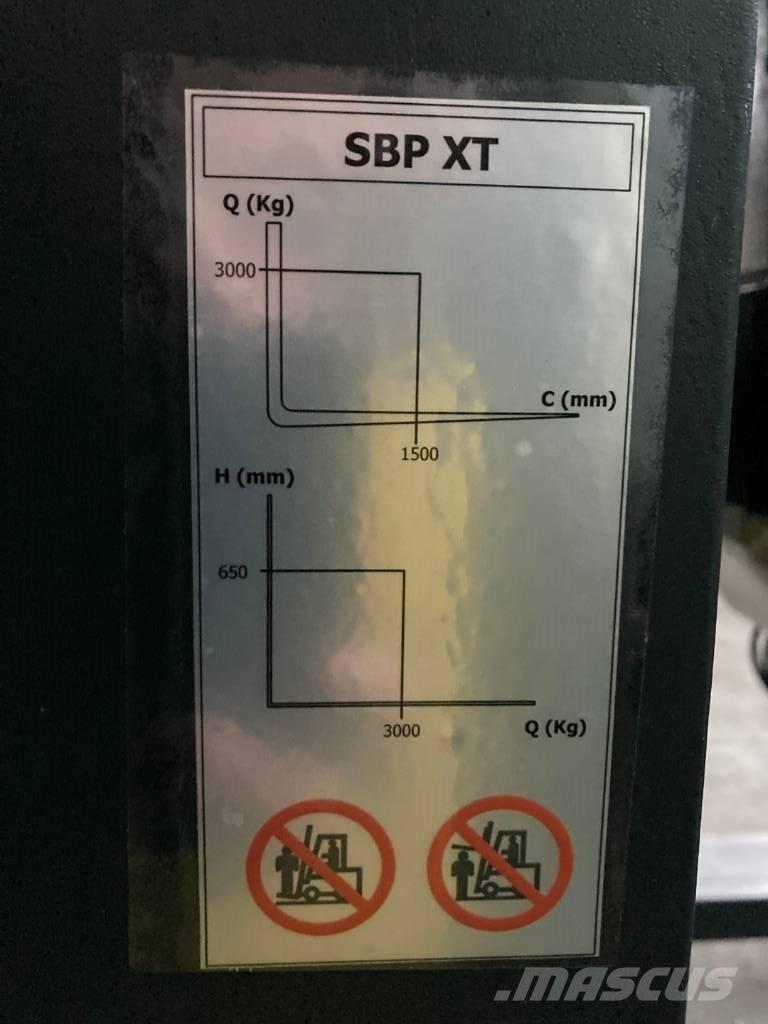 SBP XT
Q (Kg)
3000
C (mm)
1500
H (mm)
650
3000
Q (Kg)
.MASCUS